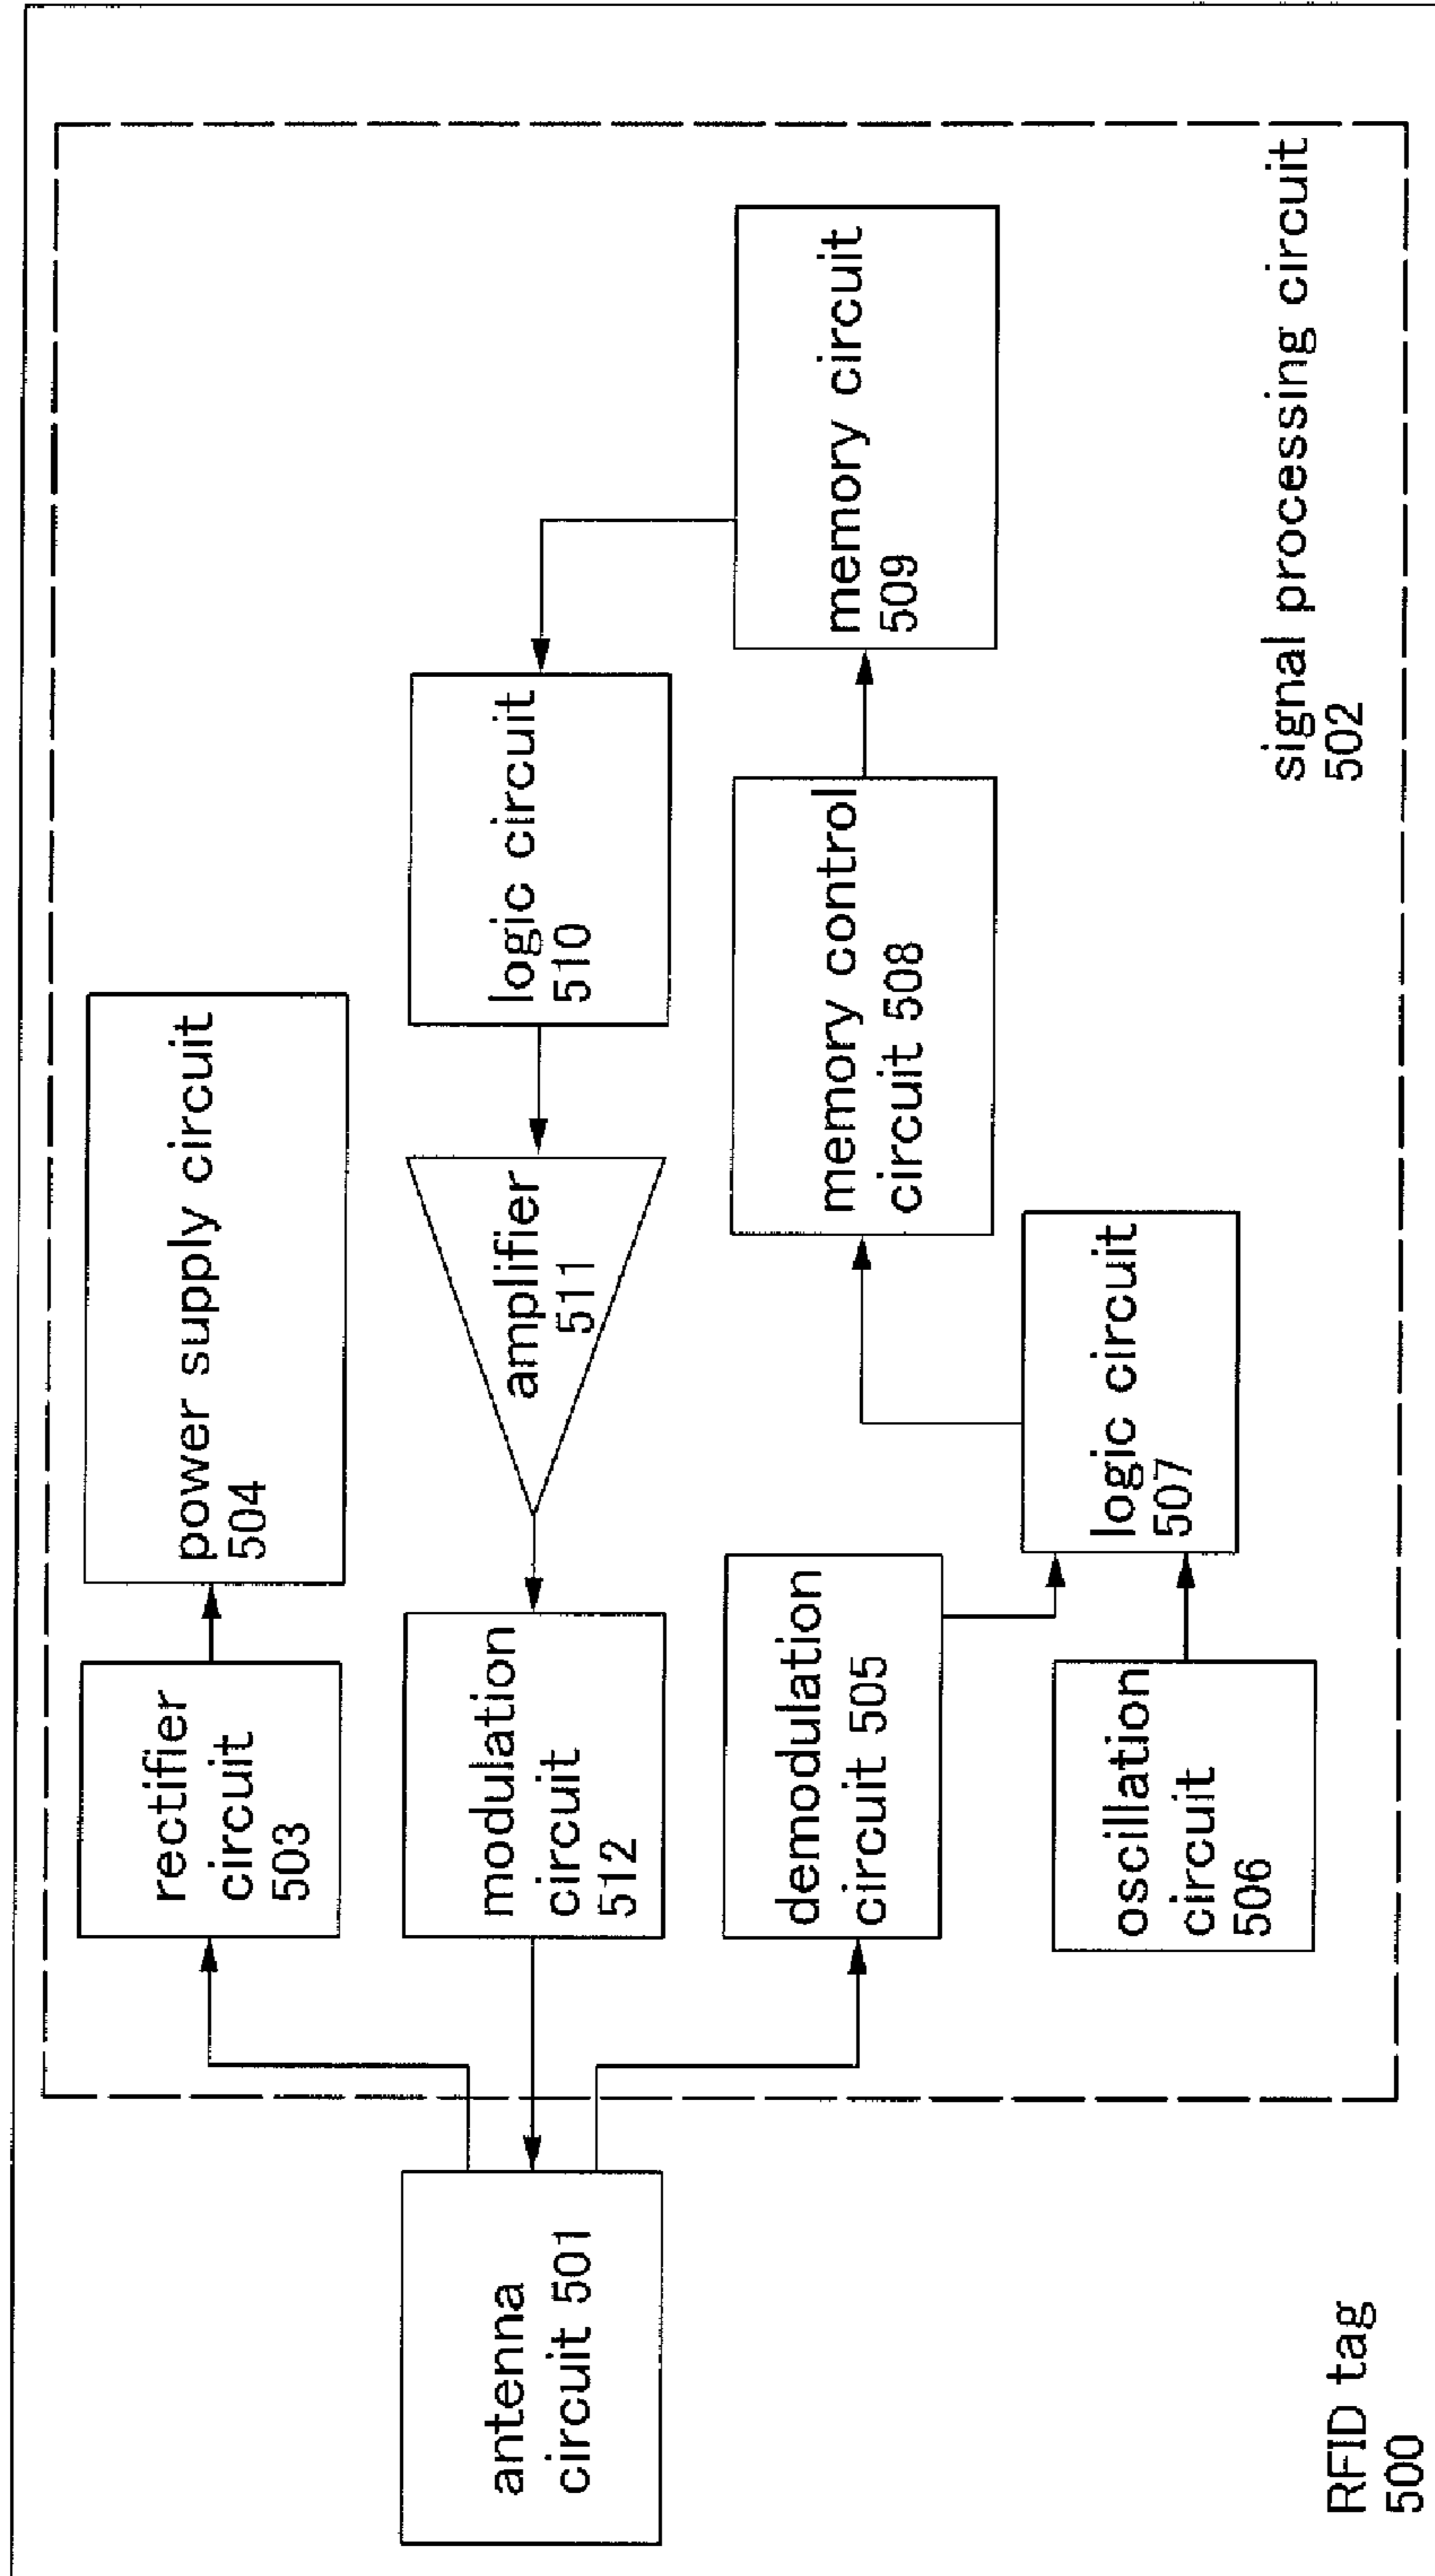 rectifier
circuit
503
power supply circuit
504
antenna
circuit 501
modulation
circuit
512
amplifier
511
logic circuit
510
demodulation
circuit 505
memory control
circuit 508
memory circuit
509
oscillation
circuit
506
logic circuit
507
signal processing circuit
502
RFID tag
500